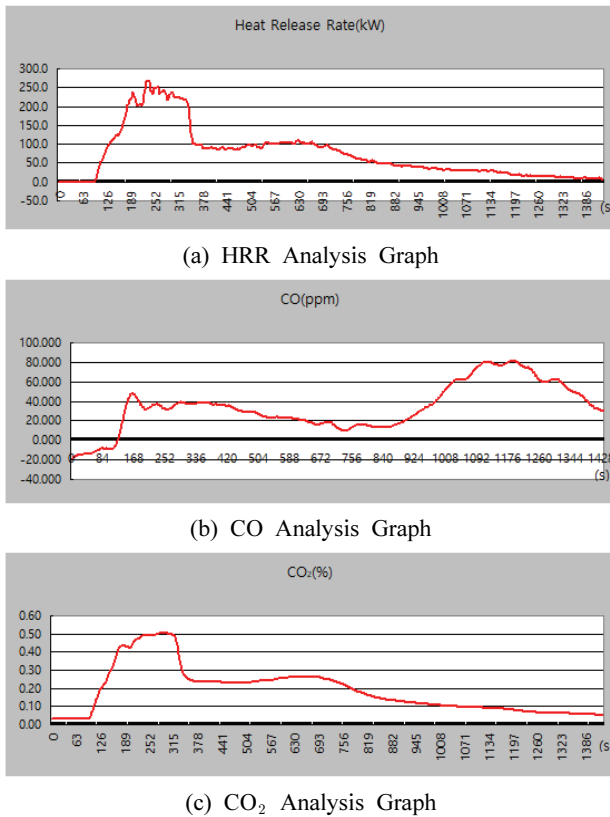 Heat Release Rate(kW)
300.0
250.0
200.0
150.0
100.0
50.0
0.0
-50.0
0 63 126 189 252 315 378 441 504 567 630 693 756 819 882 945 1008 1071 1134 1197 1260 1323 1386 (s)
(a) HRR Analysis Graph
CO(ppm)
100.000
80.000
60.000
40.000
20.000
0.000
-20.000
-40.000
0 84 168 252 336 420 504 588 672 756 840 924 1008 1092 1176 1260 1344 1428
(s)
(b) CO Analysis Graph
CO₂(%)
0.60
0.50
0.40
0.30
0.20
0.10
0.00
0 63 126 189 252 315 378 441 504 567 630 693 756 819 882 945 1008 1071 1134 1197 1260 1323 1386 (s
(c) CO₂ Analysis Graph